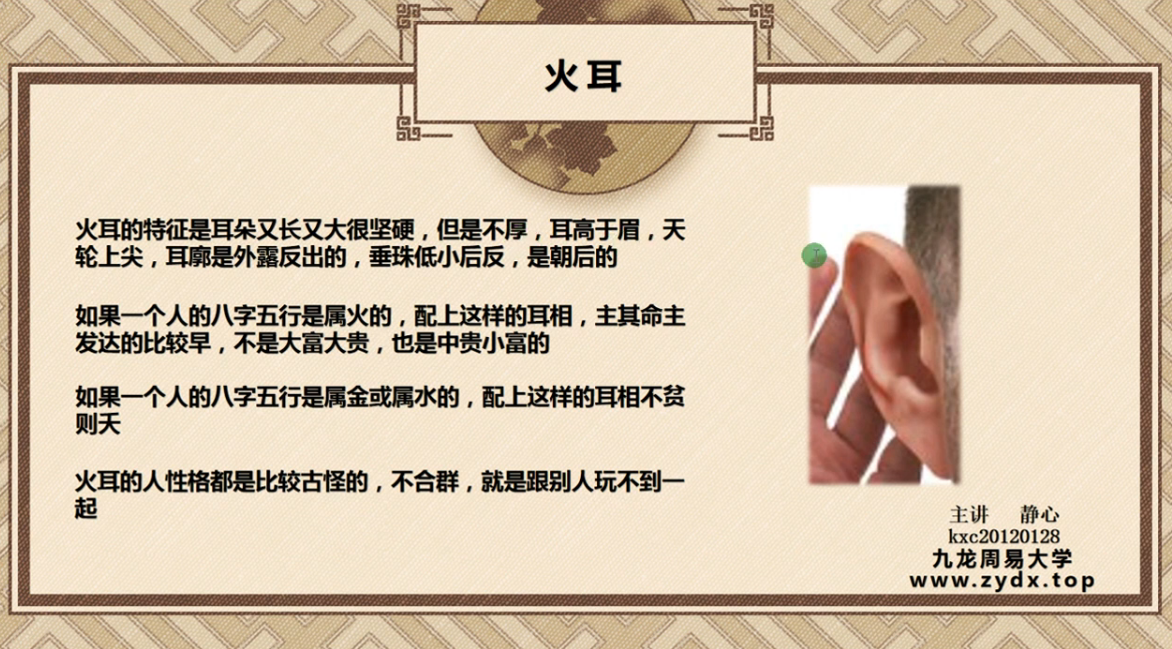 火耳
火耳的特征是耳朵又长又大很坚硬，但是不厚，耳高于眉，天
轮上尖，耳廓是外露反出的，垂珠低小后反，是朝后的
如果一个人的八字五行是属火的，配上这样的耳相，主其命主
发达的比较早，不是大富大贵，也是中贵小富的
如果一个人的八字五行是属金或属水的，配上这样的耳相不贫
则夭
火耳的人性格都是比较古怪的，不合群，就是跟别人玩不到一
起
主讲 静心
kxc20120128
九龙周易大学
www.zydx.top